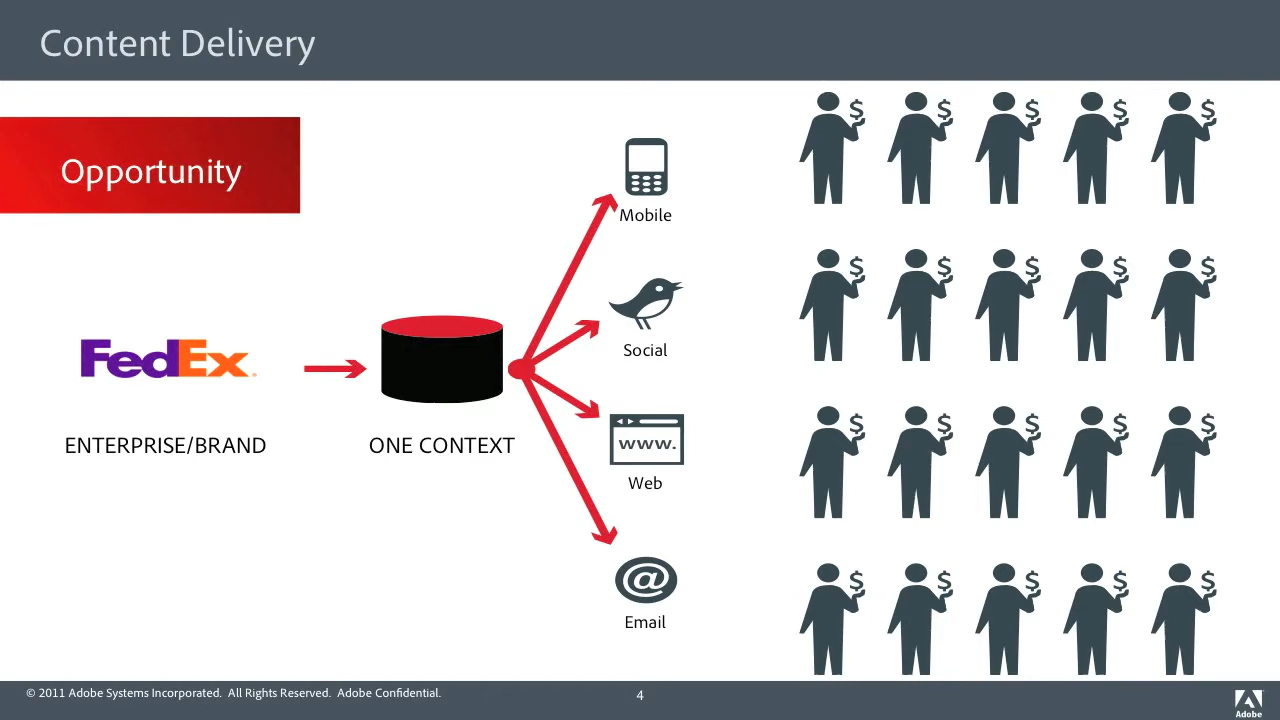 Content Delivery
Opportunity
Mobile
Social
FedEx.
ENTERPRISE/BRAND
ONE CONTEXT
www.
Web
@
Email
$ $ $ $ $
$ $ $ $ $
$ $ $ $ $
$ $ $ $ $
© 2011 Adobe Systems Incorporated. All Rights Reserved. Adobe Confidential.
4
Adobe